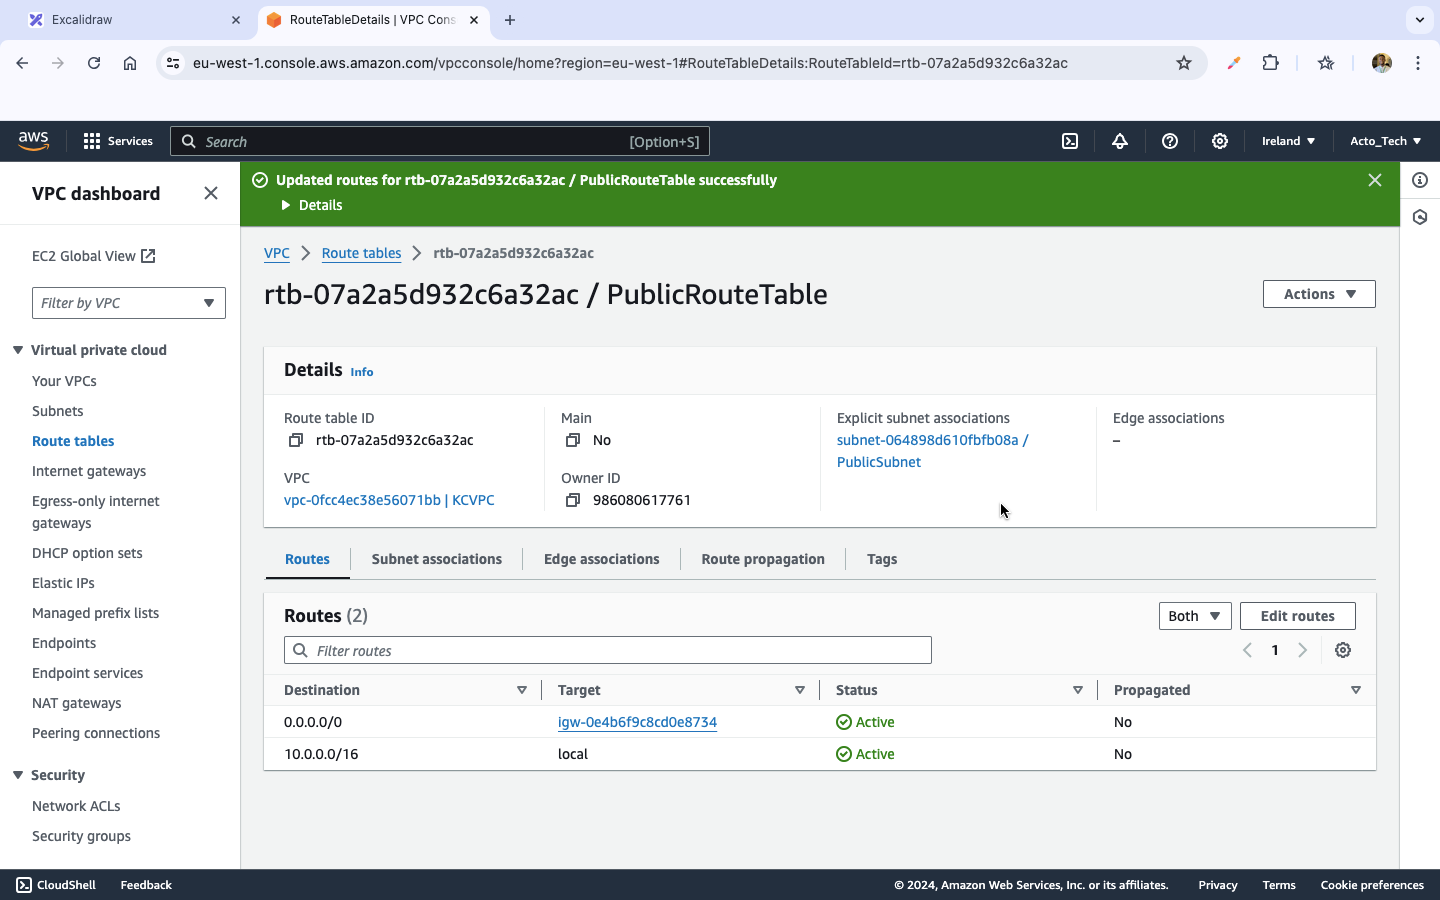 Excalidraw
RouteTableDetails | VPC Cons
eu-west-1.console.aws.amazon.com/vpcconsole/home?region=eu-west-1#RouteTableDetails:RouteTableId=rtb-07a2a5d932c6a32ac
aws
Services
Search
[Option+S]
Ireland
Acto_Tech
VPC dashboard
EC2 Global View
Filter by VPC
Virtual private cloud
Your VPCs
Subnets
Route tables
Internet gateways
Egress-only internet
gateways
DHCP option sets
Elastic IPs
Managed prefix lists
Endpoints
Endpoint services
NAT gateways
Peering connections
Security
Network ACLs
Security groups
Updated routes for rtb-07a2a5d932c6a32ac / PublicRouteTable successfully
Details
VPC > Route tables > rtb-07a2a5d932c6a32ac
rtb-07a2a5d932c6a32ac / PublicRouteTable
Actions
Details Info
Route table ID
rtb-07a2a5d932c6a32ac
VPC
vpc-0fcc4ec38e56071bb | KCVPC
Main
No
Owner ID
986080617761
Explicit subnet associations
subnet-064898d610fbfb08a /
PublicSubnet
Edge associations
–
Routes
Subnet associations
Edge associations
Route propagation
Tags
Routes (2)
Both
Edit routes
Filter routes
1
Destination Target Status Propagated
0.0.0.0/0 igw-0e4b6f9c8cd0e8734 Active No
10.0.0.0/16 local Active No
CloudShell
Feedback
© 2024, Amazon Web Services, Inc. or its affiliates.
Privacy
Terms
Cookie preferences